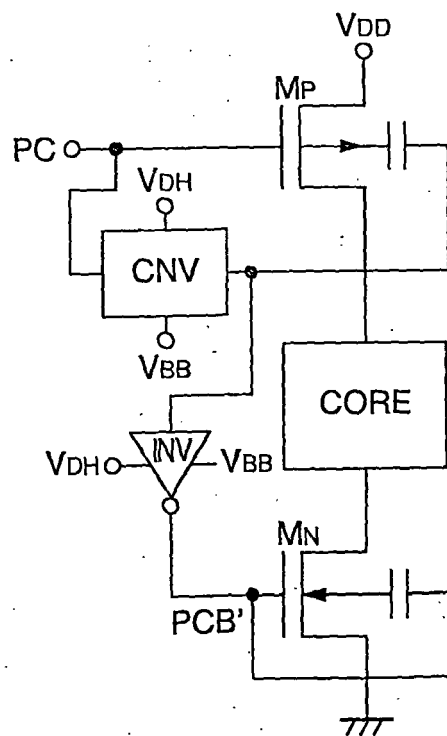 VDD
MP
PC
VDH
CNV
VBB
CORE
VDH INV VBB
MN
PCB'